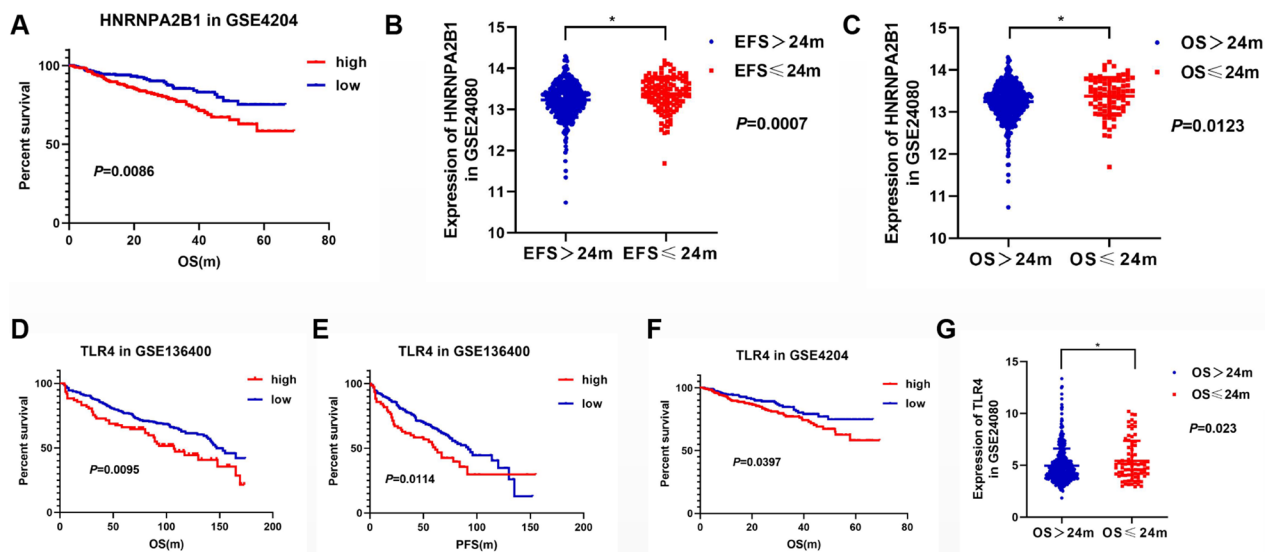 A
HNRNPA2B1 in GSE4204
Percent survival
100
50
0
0 20 40 60 80
OS(m)
high
low
P=0.0086
B
Expression of HNRNPA2B1
in GSE24080
15
14
13
12
11
10
*
EFS>24m EFS≤24m
EFS>24m
EFS≤24m
P=0.0007
C
Expression of HNRNPA2B1
in GSE24080
15
14
13
13
11
10
*
OS>24m OS≤24m
OS>24m
OS≤24m
P=0.0123
D
TLR4 in GSE136400
Percent survival
100
50
0
0 50 100 150 200
OS(m)
high
low
P=0.0095
E
TLR4 in GSE136400
Percent survival
100
50
0
0 50 100 150 200
PFS(m)
high
low
P=0.0114
F
TLR4 in GSE4204
Percent survival
100
50
0
0 20 40 60 80
OS(m)
high
low
P=0.0397
G
Expression of TLR4
in GSE24080
15
10
5
0
*
OS>24m OS≤24m
OS>24m
OS≤24m
P=0.023